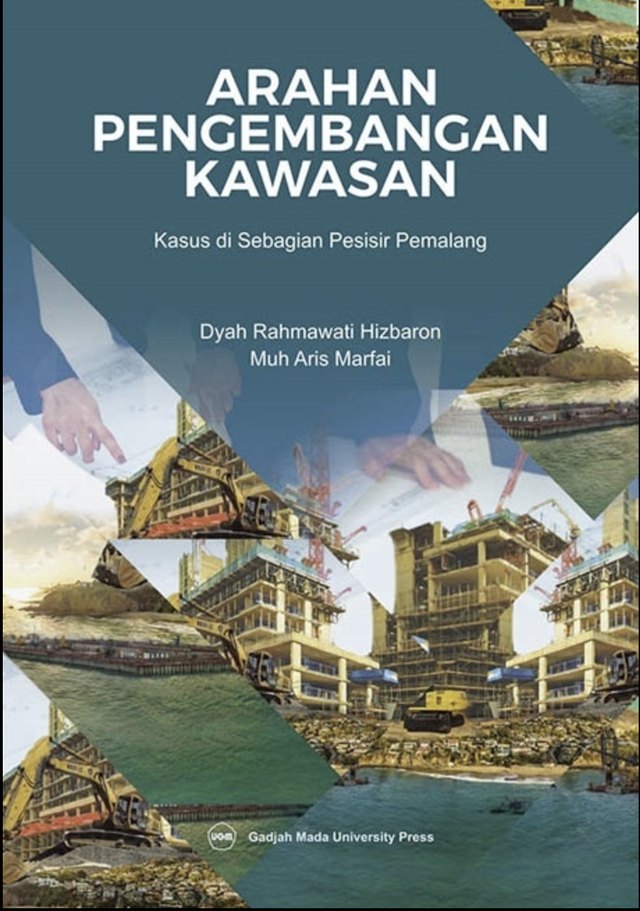 ARAHAN
PENGEMBANGAN
KAWASAN
Kasus di Sebagian Pesisir Pemalang
Dyah Rahmawati Hizbaron
Muh Aris Marfai
UGM
Gadjah Mada University Press